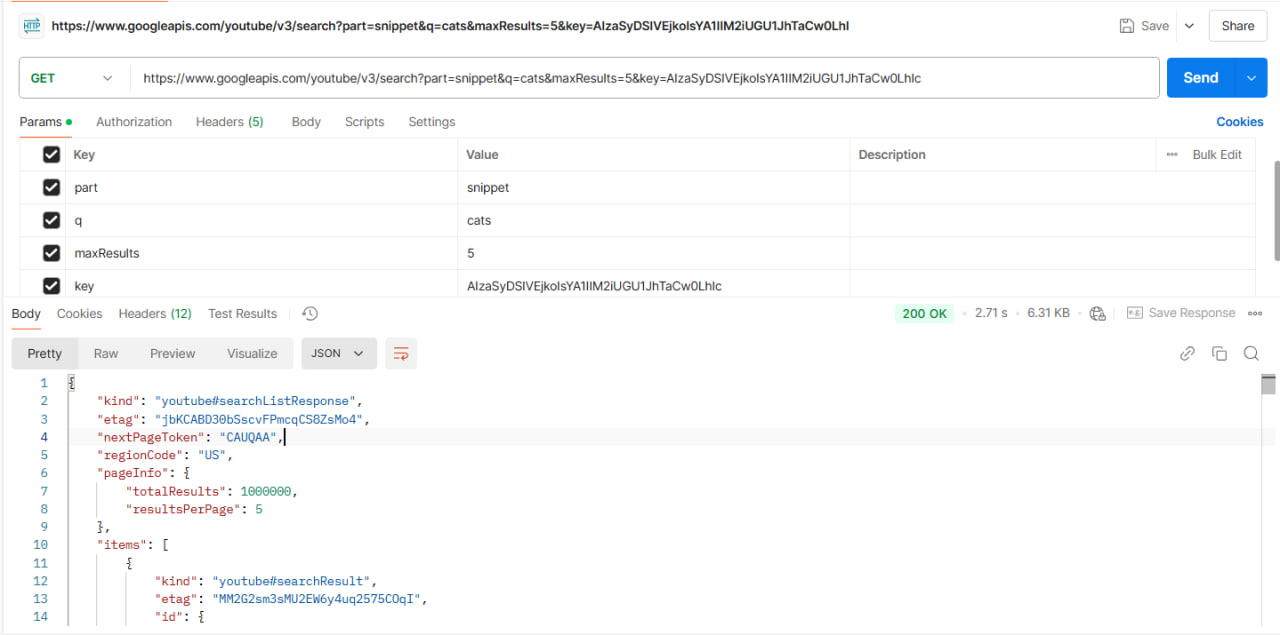 HTTP https://www.googleapis.com/youtube/v3/search?part=snippet&q=cats&maxResults=5&key= Save Share
GET https://www.googleapis.com/youtube/v3/search?part=snippet&q=cats&maxResults=5&key= Send
Params Authorization Headers (5) Body Scripts Settings Cookies
Key Value Description Bulk Edit
part snippet
q cats
maxResults 5
key
Body Cookies Headers (12) Test Results 200 OK 2.71 s 6.31 KB Save Response
Pretty Raw Preview Visualize JSON
1 {
2 "kind": "youtube#searchListResponse",
3 "etag": "jbKCABD30bSscvFPmcqCS8ZsMo4",
4 "nextPageToken": "CAUQAA",
5 "regionCode": "US",
6 "pageInfo": {
7 "totalResults": 1000000,
8 "resultsPerPage": 5
9 },
10 "items": [
11 {
12 "kind": "youtube#searchResult",
13 "etag": "MM2G2sm3sMU2EW6y4uq2575COqI",
14 "id": {